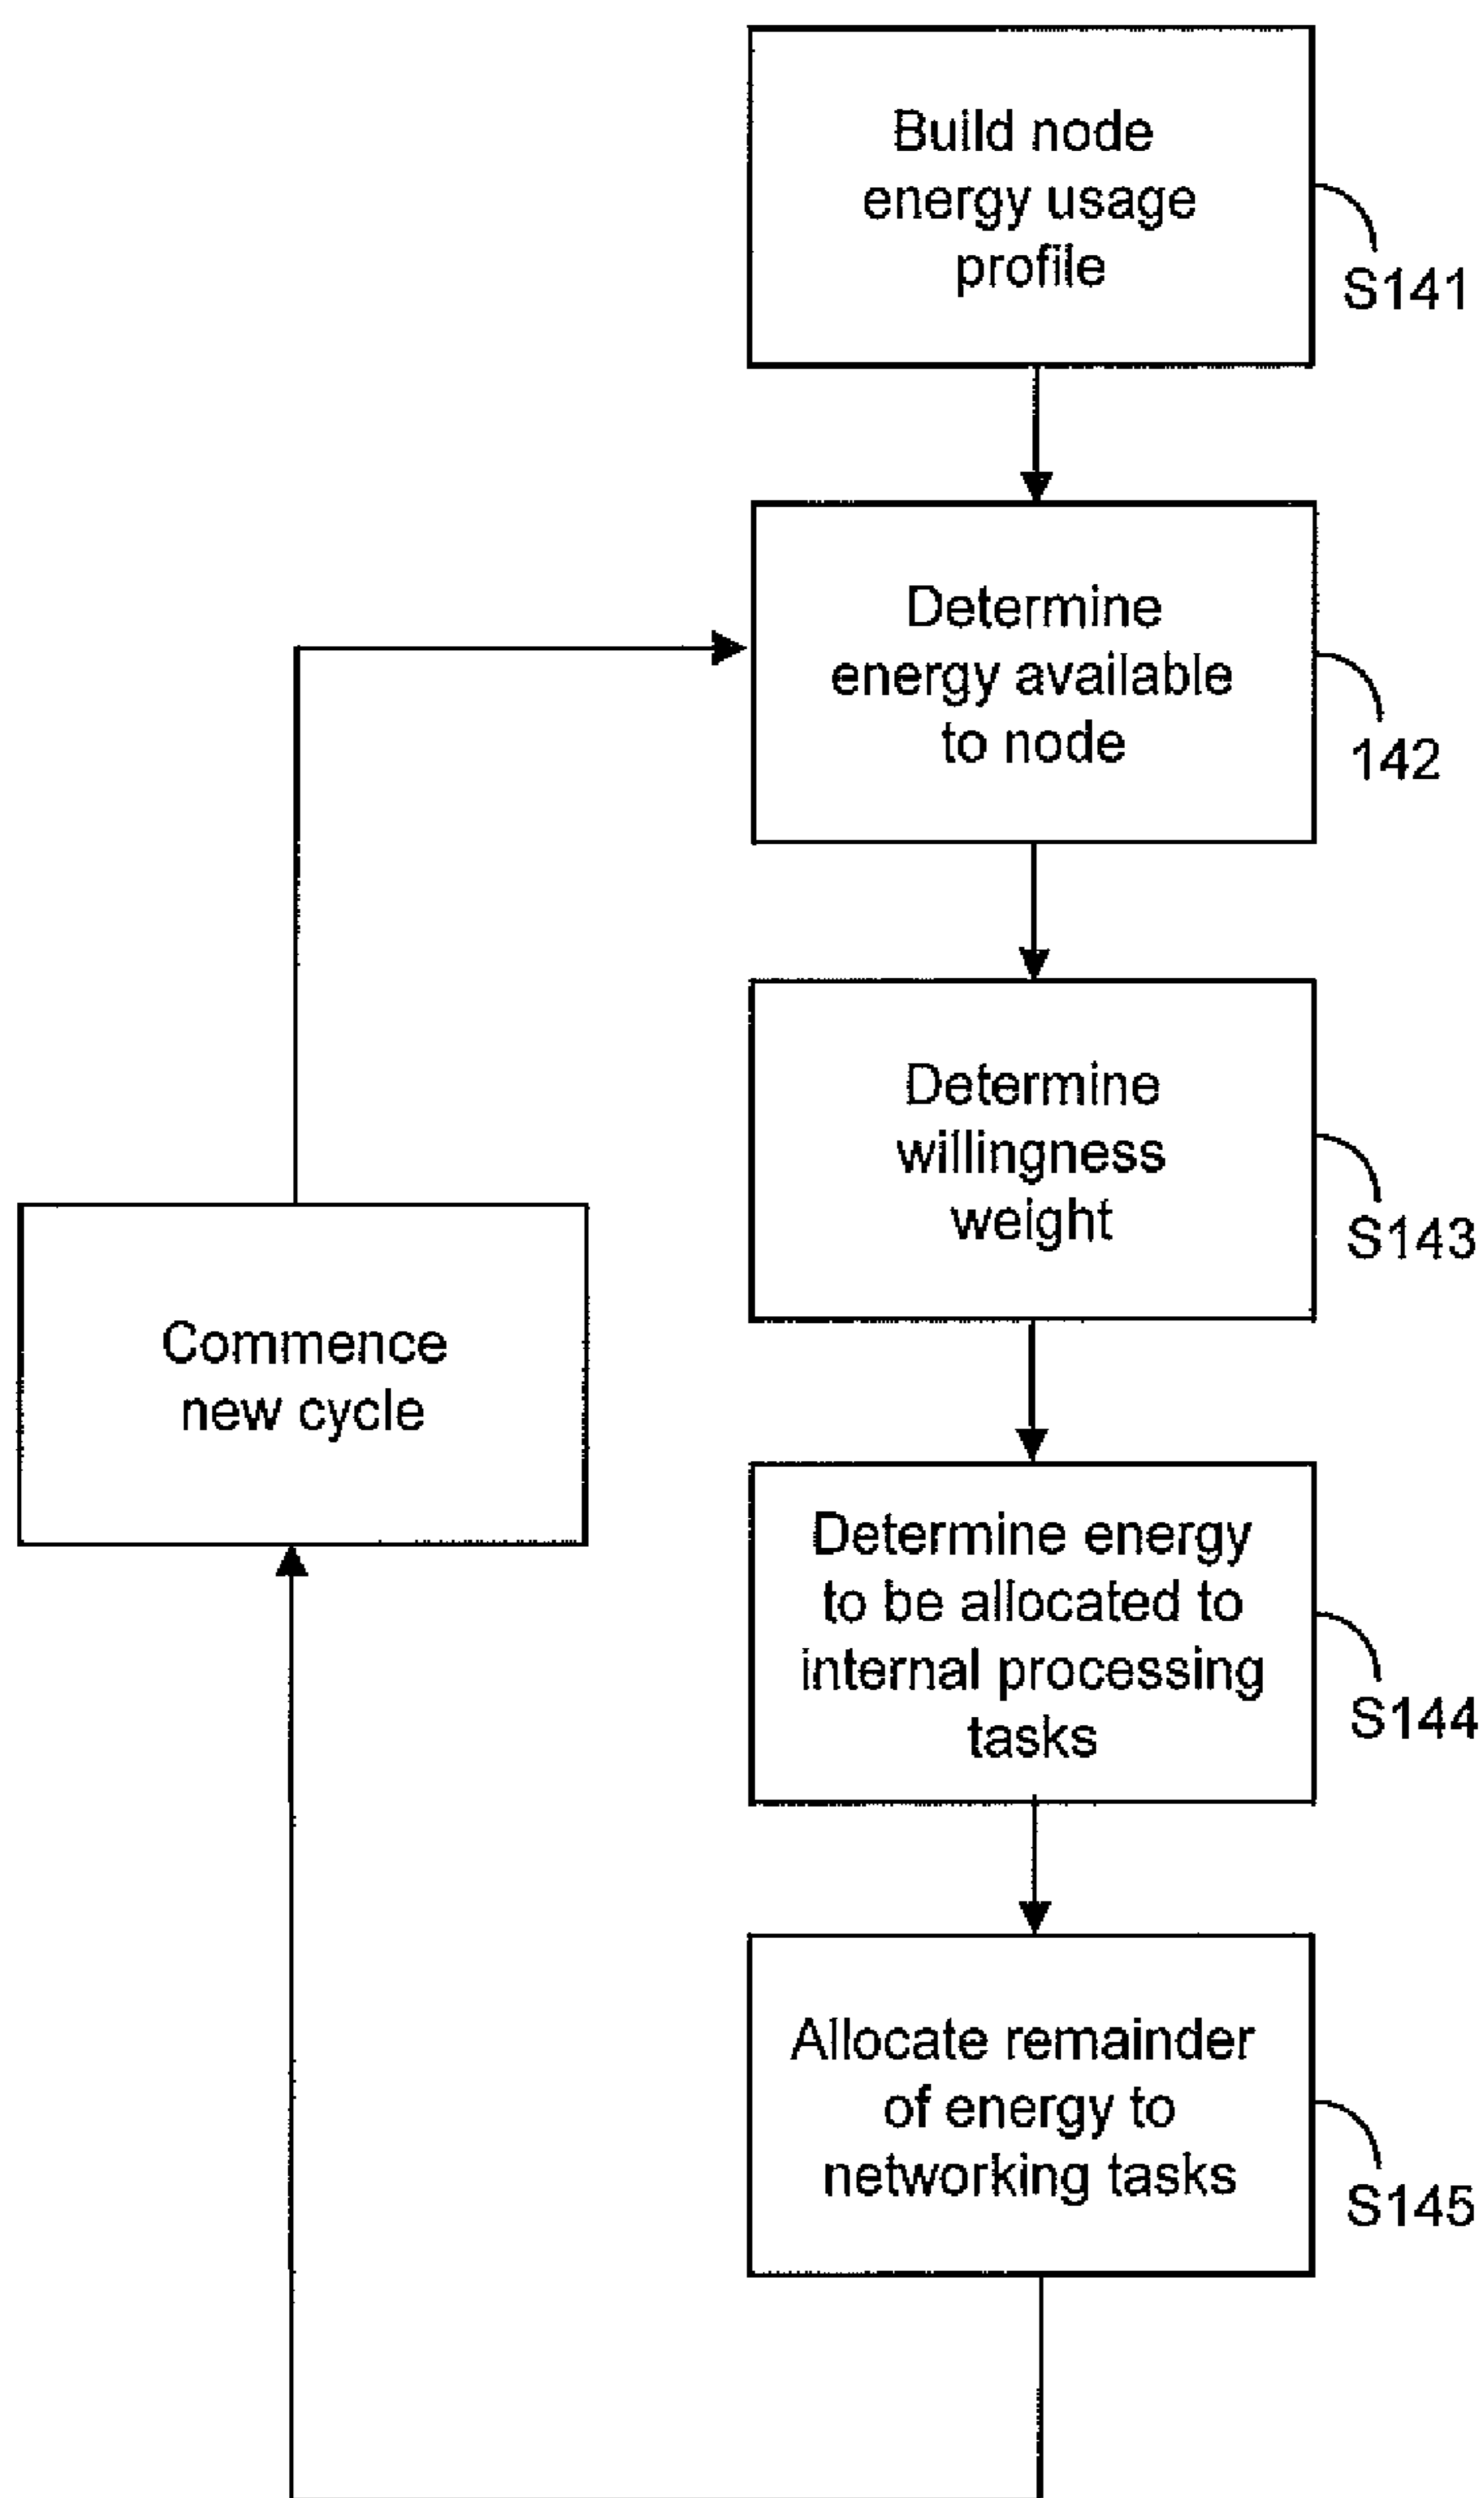 Build node
energy usage
profile
S141
Determine
energy available
to node
142
Determine
willingness
weight
S143
Commence
new cycle
Determine energy
to be allocated to
internal processing
tasks
S144
Allocate remainder
of energy to
networking tasks
S145